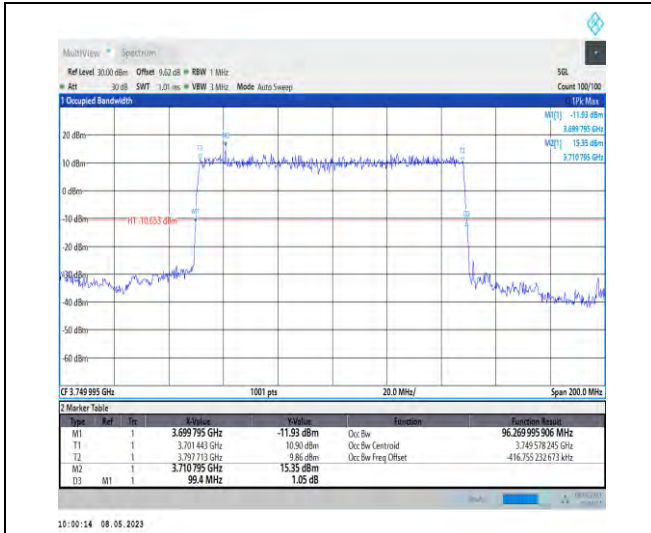 MultiView Spectrum
Ref Level 30.00 dBm Offset 9.62 dB RBW 1 MHz SGL
Att 30 dB SWT 1.01 ms VBW 3 MHz Mode Auto Sweep Count 100/100
1 Occupied Bandwidth 1Pk Max
M1[1] -11.93 dBm
3.699 795 GHz
M2[1] 15.35 dBm
3.710 795 GHz
20 dBm
10 dBm
0 dBm
-10 dBm
H1 -10.653 dBm
-20 dBm
-30 dBm
-40 dBm
-50 dBm
-60 dBm
T1
M2
T2
M1
D3
CF 3.749 995 GHz 1001 pts 20.0 MHz/ Span 200.0 MHz
2 Marker Table
Type Ref Trc X-Value Y-Value Function Function Result
M1 1 3.699 795 GHz -11.93 dBm Occ Bw 96.269 995 906 MHz
T1 1 3.701 443 GHz 10.90 dBm Occ Bw Centroid 3.749 578 245 GHz
T2 1 3.797 713 GHz 9.86 dBm Occ Bw Freq Offset -416.755 232 673 kHz
M2 1 3.710 795 GHz 15.35 dBm
D3 M1 1 99.4 MHz 1.05 dB
10:00:14 08.05.2023